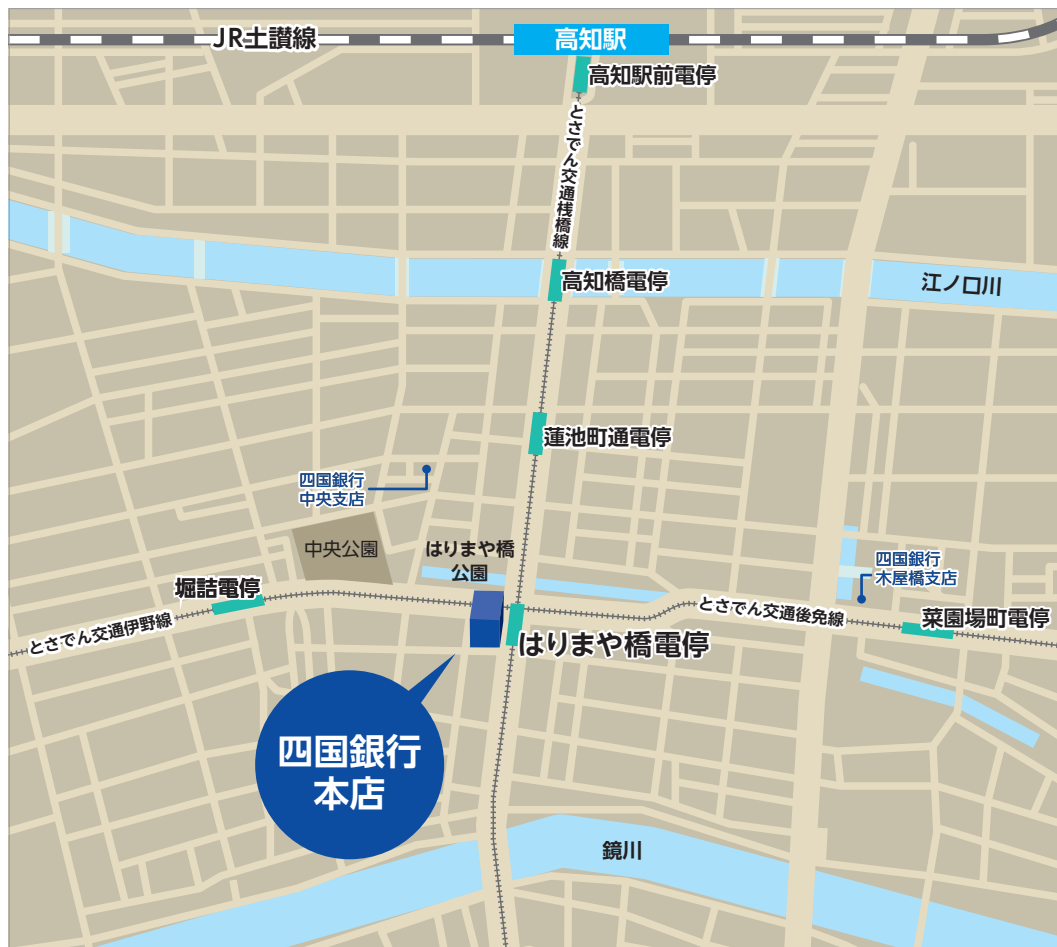 JR土讃線
高知駅
高知駅前電停
とさでん交通桟橋線
高知橋電停
江ノ口川
蓮池町通電停
四国銀行
中央支店
中央公園
はりまや橋
公園
四国銀行
木屋橋支店
堀詰電停
とさでん交通伊野線
とさでん交通後免線
菜園場町電停
はりまや橋電停
四国銀行
本店
鏡川